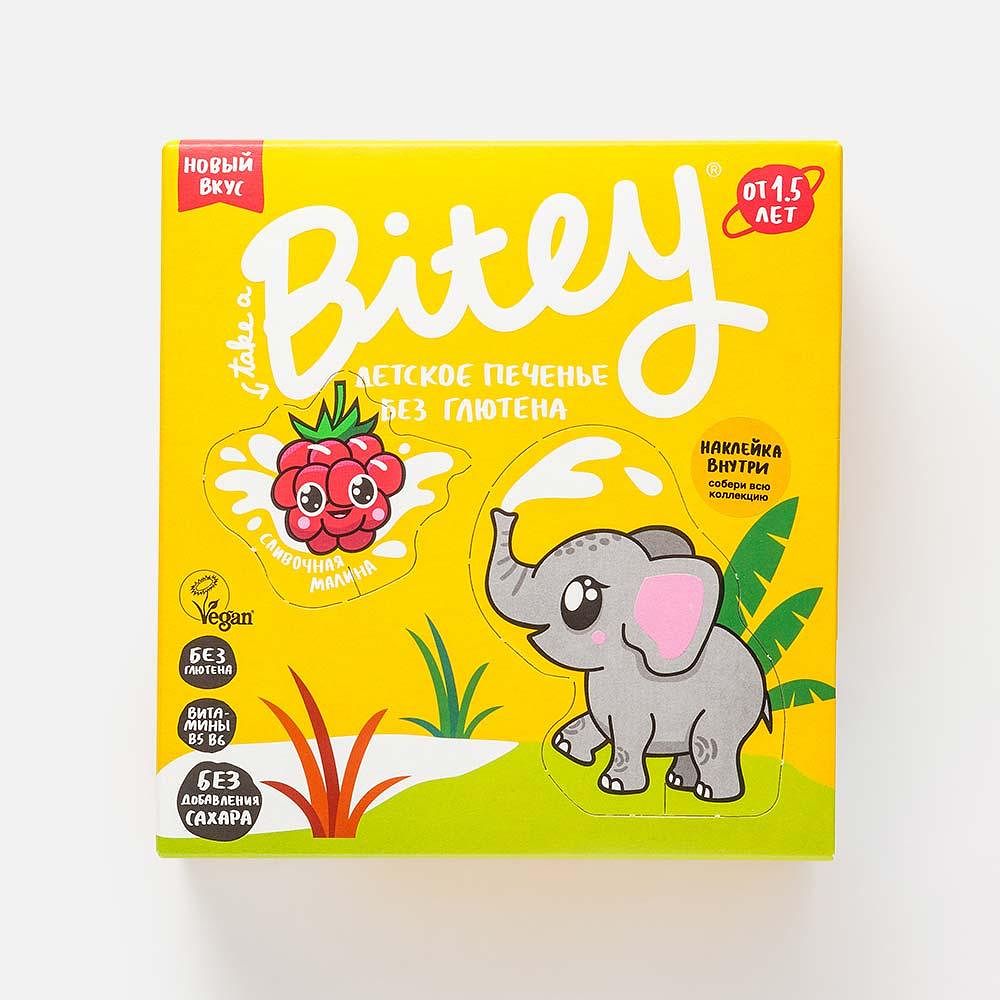 НОВЫЙ
ВКУС
take a
Bitey®
ОТ 1.5
ЛЕТ
ДЕТСКОЕ ПЕЧЕНЬЕ
БЕЗ ГЛЮТЕНА
НАКЛЕЙКА
ВНУТРИ
собери всю
коллекцию
СЛИВОЧНАЯ
МАЛИНА
Vegan
БЕЗ
ГЛЮТЕНА
ВИТА-
МИНЫ
B5 B6
БЕЗ
ДОБАВЛЕНИЯ
САХАРА